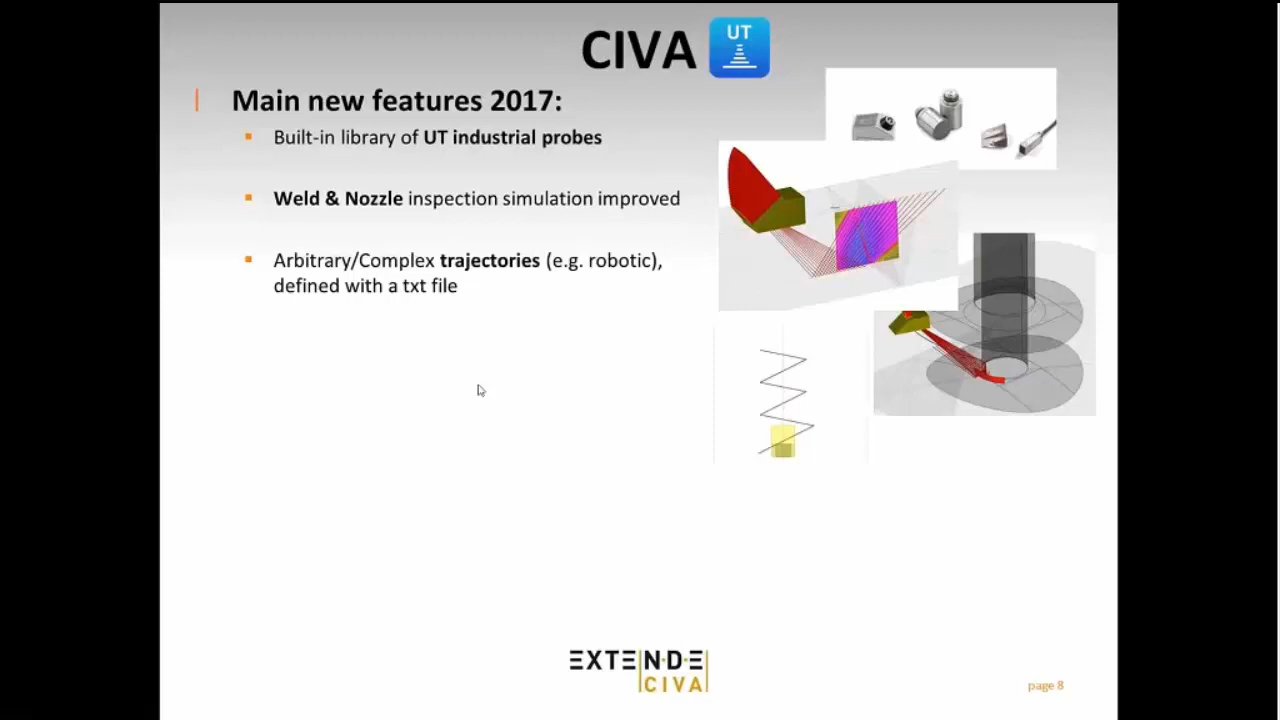 CIVA
UT
Main new features 2017:
Built-in library of UT industrial probes
Weld & Nozzle inspection simulation improved
Arbitrary/Complex trajectories (e.g. robotic),
defined with a txt file
EXTEN·D·E
CIVA
page 8